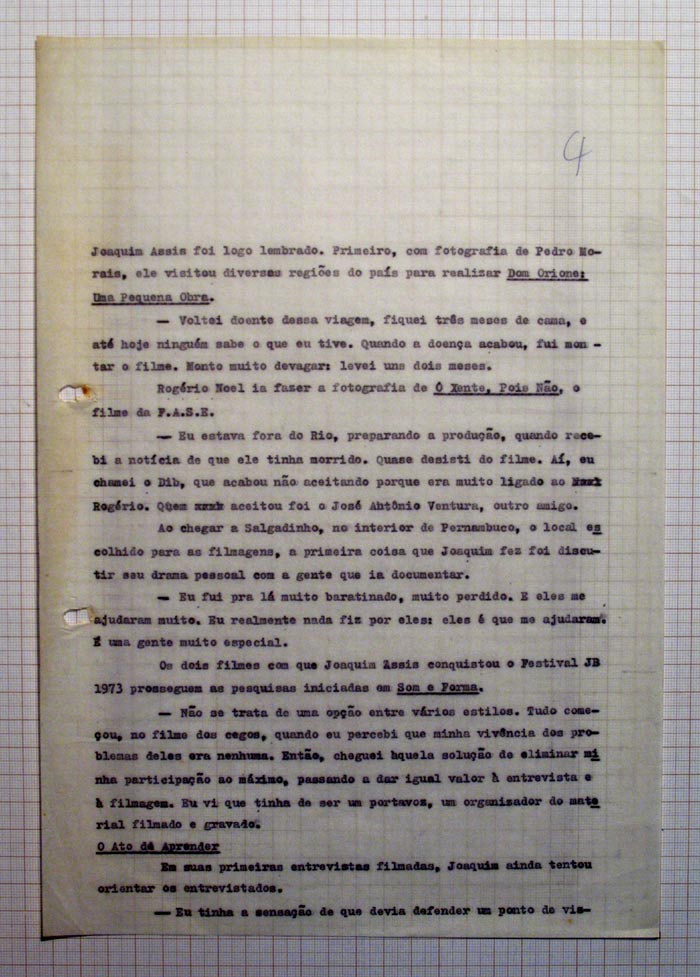 4
Joaquim Assis foi logo lembrado. Primeiro, com fotografia de Pedro Mo-
rais, ele visitou diversas regiões do país para realizar Dom Orione:
Uma Pequena Obra.
— Voltei doente dessa viagem, fiquei três meses de cama, e
até hoje ninguém sabe o que eu tive. Quando a doença acabou, fui mon -
tar o filme. Monto muito devagar: levei uns dois meses.
Rogério Noel ia fazer a fotografia de Ô Xente, Pois Não, o
filme da F.A.S.E.
— Eu estava fora do Rio, preparando a produção, quando rece-
bi a notícia de que ele tinha morrido. Quase desisti do filme. Aí, eu
chamei o Dib, que acabou não aceitando porque era muito ligado ao
Rogério. Quem xxxx aceitou foi o José Antônio Ventura, outro amigo.
Ao chegar a Salgadinho, no interior de Pernambuco, o local es
colhido para as filmagens, a primeira coisa que Joaquim fez foi discu-
tir seu drama pessoal com a gente que ia documentar.
— Eu fui pra lá muito baratinado, muito perdido. E eles me
ajudaram muito. Eu realmente nada fiz por eles: eles é que me ajudaram.
É uma gente muito especial.
Os dois filmes com que Joaquim Assis conquistou o Festival JB
1973 prosseguem as pesquisas iniciadas em Som e Forma.
— Não se trata de uma opção entre vários estilos. Tudo come-
çou, no filme dos cegos, quando eu percebi que minha vivência dos pro-
blemas deles era nenhuma. Então, cheguei àquela solução de eliminar mi
nha participação ao máximo, passando a dar igual valor à entrevista e
à filmagem. Eu vi que tinha de ser um portavoz, um organizador do mate
rial filmado e gravado.
O Ato de Aprender
Em suas primeiras entrevistas filmadas, Joaquim ainda tentou
orientar os entrevistados.
— Eu tinha a sensação de que devia defender um ponto de vis-